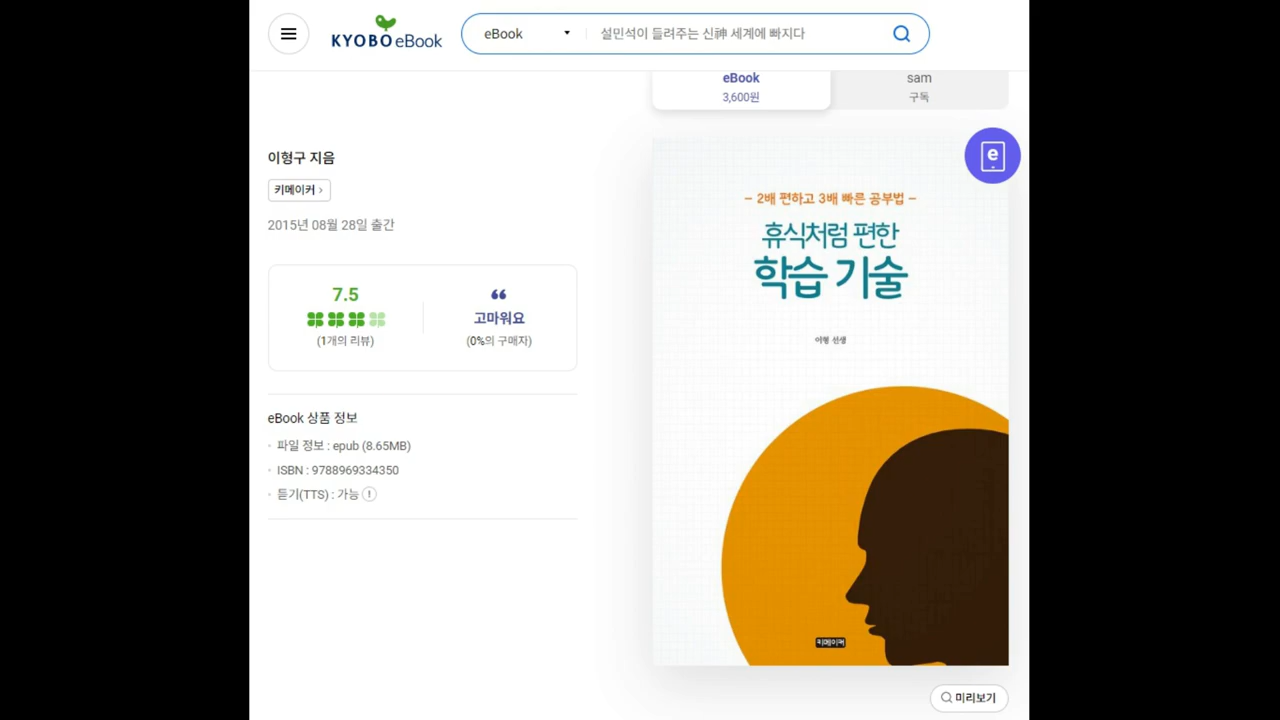 KYOBO eBook
eBook
설민석이 들려주는 신神 세계에 빠지다
eBook
3,600원
sam
구독
이형구 지음
키메이커 >
2015년 08월 28일 출간
7.5
(1개의 리뷰)
고마워요
(0%의 구매자)
eBook 상품 정보
파일 정보 : epub (8.65MB)
ISBN : 9788969334350
듣기(TTS) : 가능 !
e
– 2배 편하고 3배 빠른 공부법 –
휴식처럼 편한
학습 기술
이형 선생
키메이커
미리보기